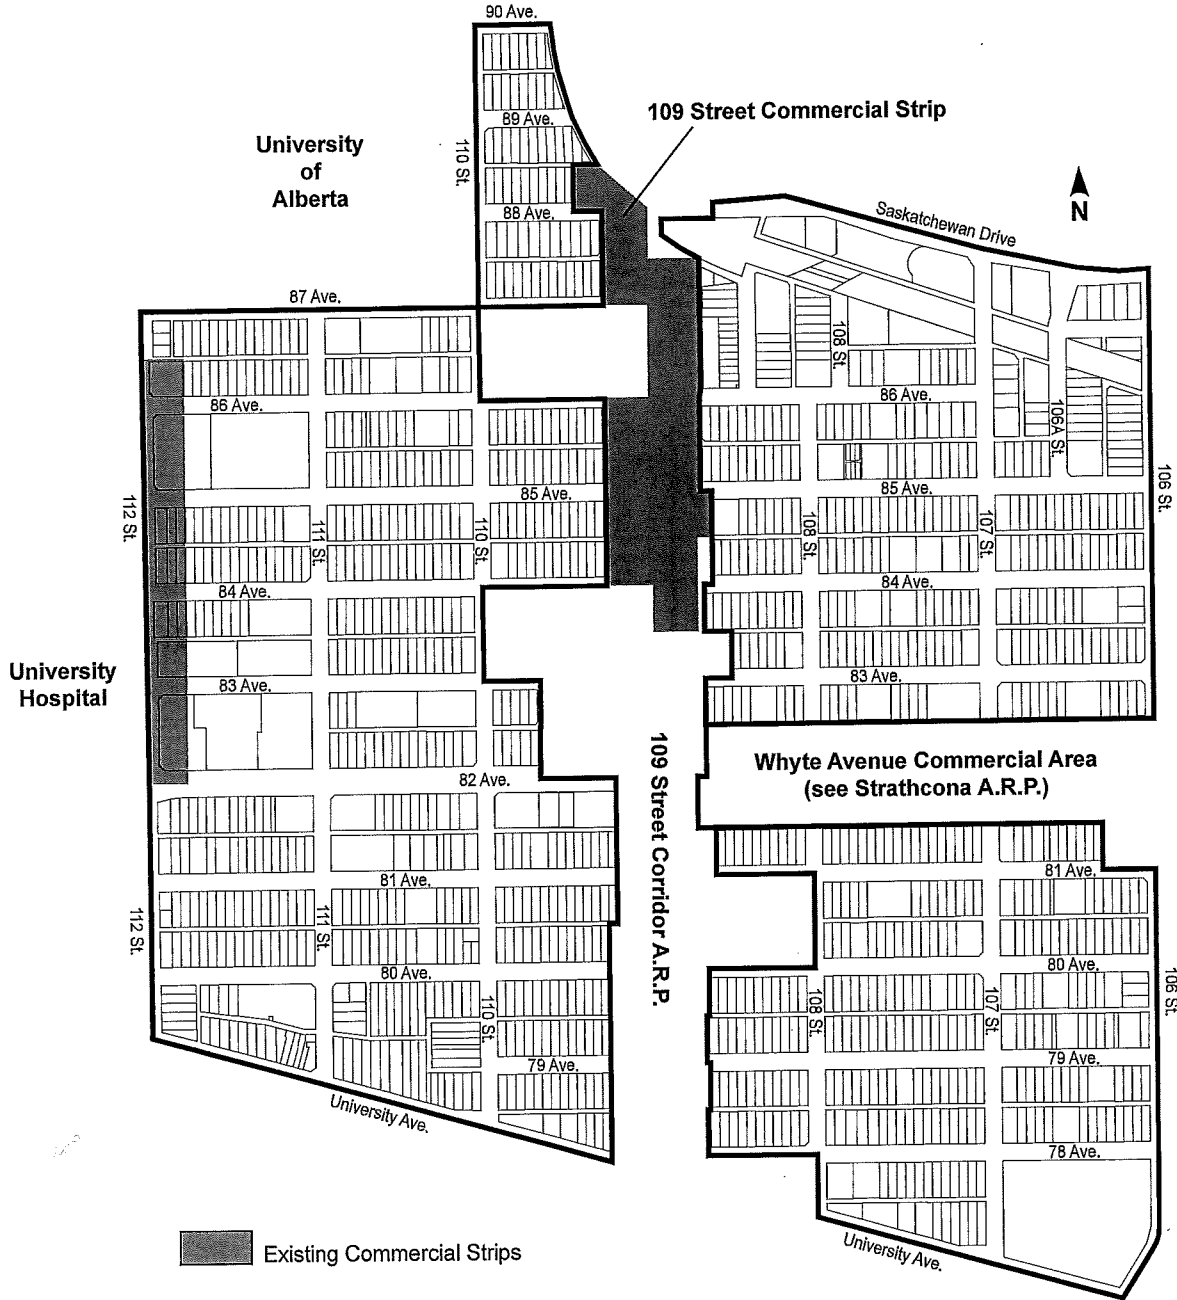 90 Ave.
109 Street Commercial Strip
89 Ave.
University
of
Alberta
110 St.
N
88 Ave.
Saskatchewan Drive
87 Ave.
108 St.
86 Ave.
86 Ave.
106A St.
85 Ave.
85 Ave.
106 St.
112 St.
111 St.
110 St.
108 St.
107 St.
84 Ave.
84 Ave.
University
Hospital
83 Ave.
83 Ave.
109 Street Corridor A.R.P.
Whyte Avenue Commercial Area
(see Strathcona A.R.P.)
82 Ave.
81 Ave.
81 Ave.
112 St.
111 St.
80 Ave.
80 Ave.
106 St.
110 St.
108 St.
107 St.
79 Ave.
79 Ave.
University Ave.
78 Ave.
University Ave.
Existing Commercial Strips